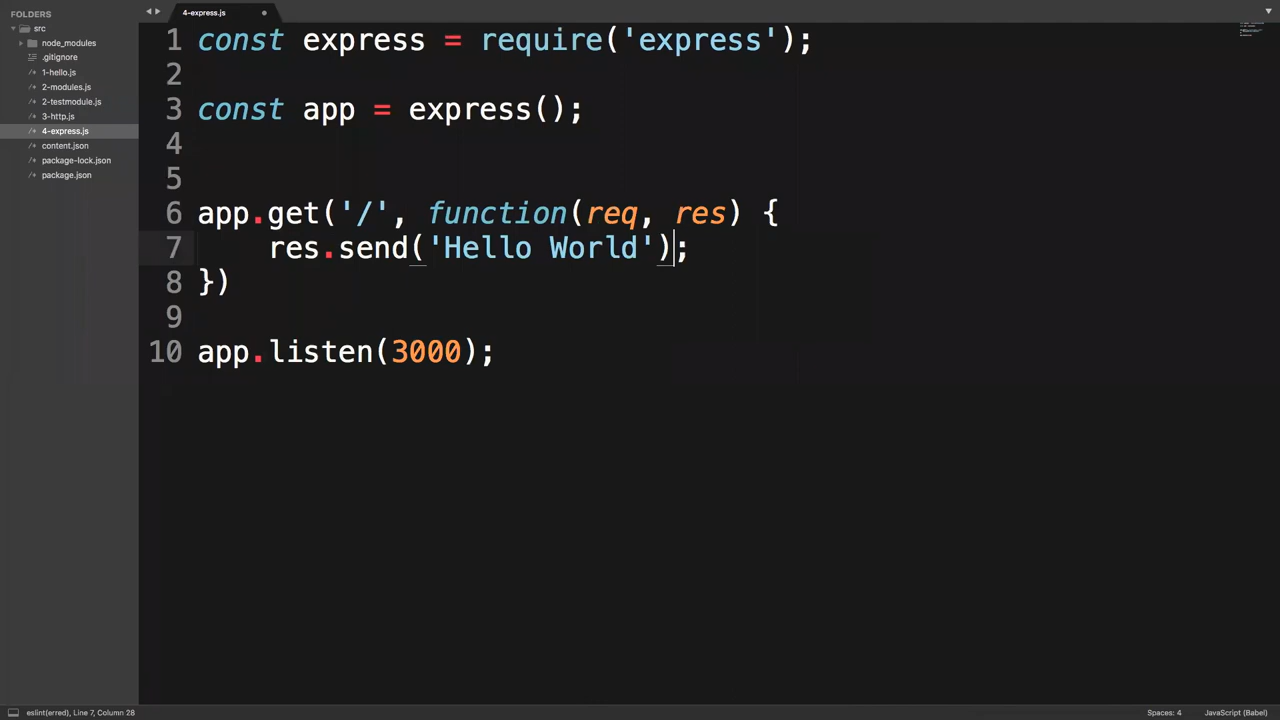 FOLDERS
src
node_modules
.gitignore
1-hello.js
2-modules.js
2-testmodule.js
3-http.js
4-express.js
content.json
package-lock.json
package.json
4-express.js
1 const express = require('express');
2
3 const app = express();
4
5
6 app.get('/', function(req, res) {
7     res.send('Hello World');
8 })
9
10 app.listen(3000);
eslint(erred), Line 7, Column 28
Spaces: 4
JavaScript (Babel)